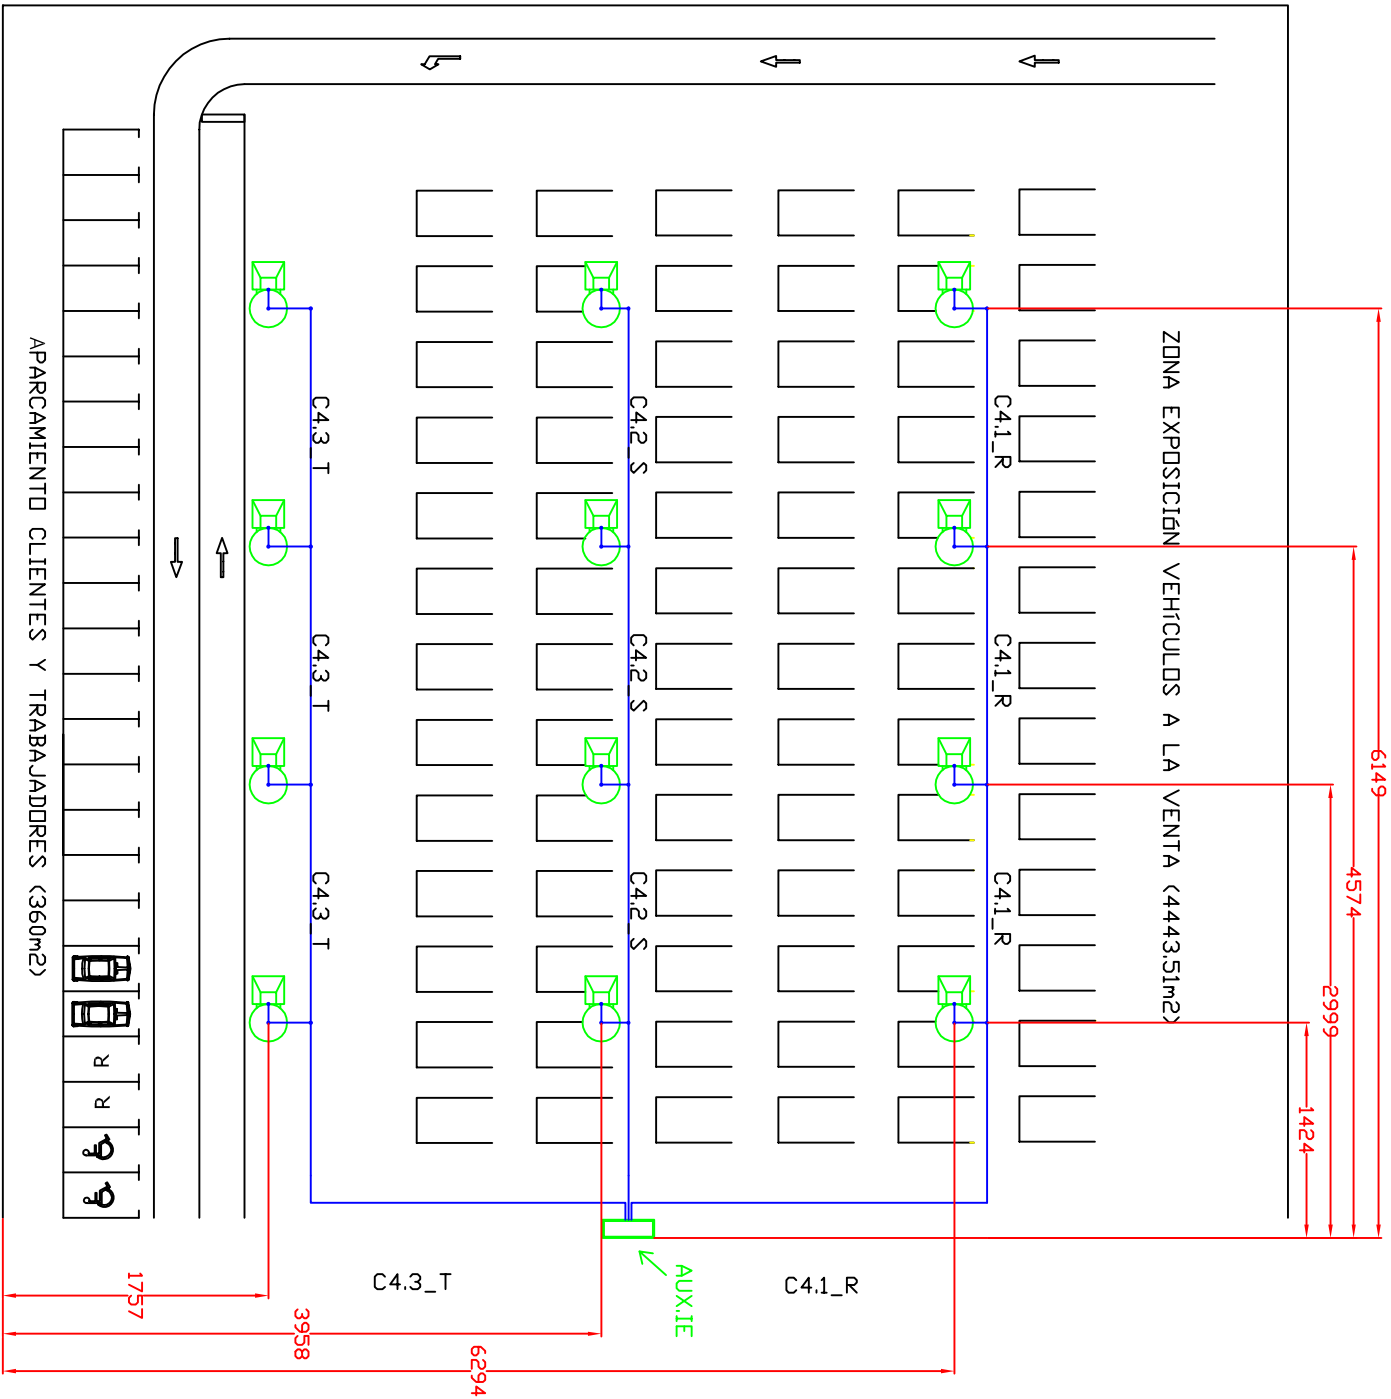 ZONA EXPOSICIÓN VEHÍCULOS A LA VENTA (4443.51m2)
APARCAMIENTO CLIENTES Y TRABAJADORES (360m2)
C4.3_T
C4.2_S
C4.1_R
C4.3_T
C4.2_S
C4.1_R
C4.3_T
C4.2_S
C4.1_R
6149
4574
2999
1424
R
R
C4.3_T
C4.1_R
AUX.IE
1757
3958
6294